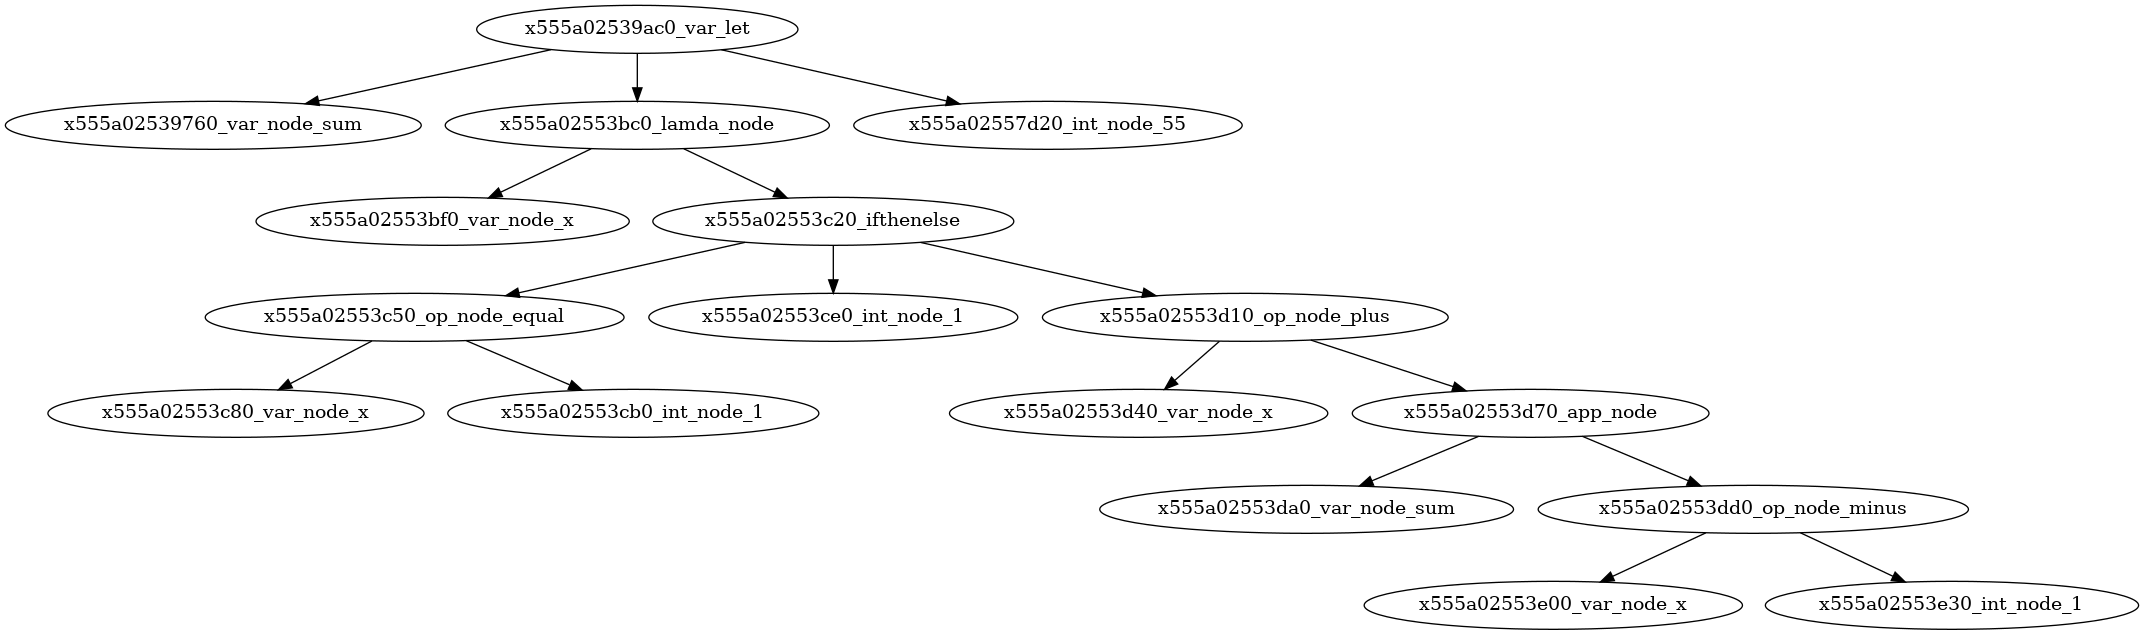 x555a02539ac0_var_let
x555a02539760_var_node_sum
x555a02553bc0_lamda_node
x555a02557d20_int_node_55
x555a02553bf0_var_node_x
x555a02553c20_ifthenelse
x555a02553c50_op_node_equal
x555a02553ce0_int_node_1
x555a02553d10_op_node_plus
x555a02553c80_var_node_x
x555a02553cb0_int_node_1
x555a02553d40_var_node_x
x555a02553d70_app_node
x555a02553da0_var_node_sum
x555a02553dd0_op_node_minus
x555a02553e00_var_node_x
x555a02553e30_int_node_1